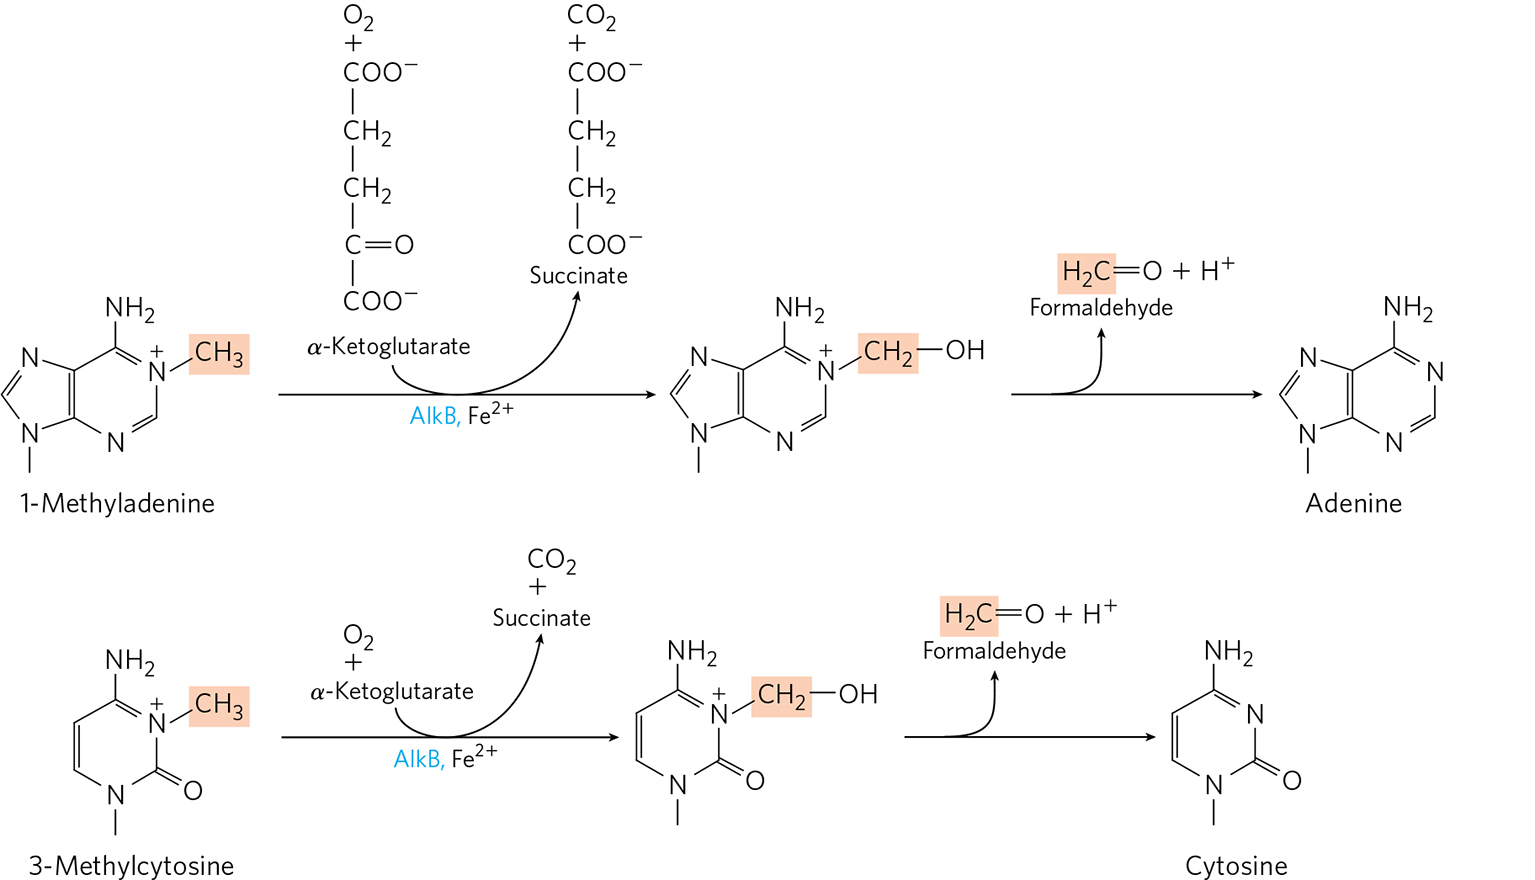 O₂
+
COO⁻
CH₂
CH₂
C=O
COO⁻
α-Ketoglutarate
CO₂
+
COO⁻
CH₂
CH₂
COO⁻
Succinate
AlkB, Fe²⁺
NH₂
N
N
N
N⁺
CH₃
1-Methyladenine
NH₂
N
N
N
N⁺
CH₂—OH
H₂C=O + H⁺
Formaldehyde
NH₂
N
N
N
N
Adenine
O₂
+
α-Ketoglutarate
CO₂
+
Succinate
AlkB, Fe²⁺
NH₂
N⁺
CH₃
N
O
3-Methylcytosine
NH₂
N⁺
CH₂—OH
N
O
H₂C=O + H⁺
Formaldehyde
NH₂
N
N
O
Cytosine